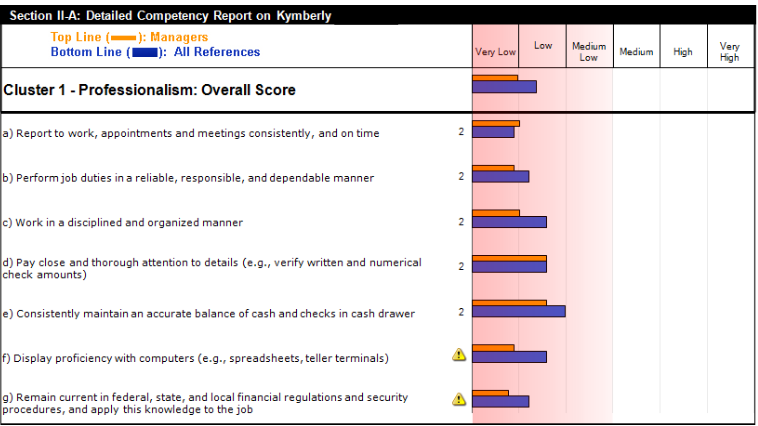 Section II-A: Detailed Competency Report on Kymberly
Top Line ( ): Managers
Bottom Line ( ): All References
Very Low
Low
Medium
Low
Medium
High
Very
High
Cluster 1 - Professionalism: Overall Score
a) Report to work, appointments and meetings consistently, and on time 2
b) Perform job duties in a reliable, responsible, and dependable manner 2
c) Work in a disciplined and organized manner 2
d) Pay close and thorough attention to details (e.g., verify written and numerical
check amounts) 2
e) Consistently maintain an accurate balance of cash and checks in cash drawer 2
f) Display proficiency with computers (e.g., spreadsheets, teller terminals)
g) Remain current in federal, state, and local financial regulations and security
procedures, and apply this knowledge to the job